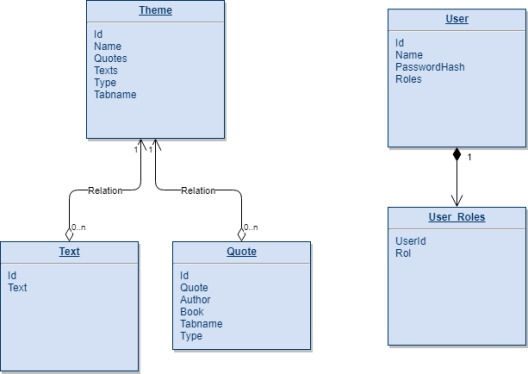 Theme
Id
Name
Quotes
Texts
Type
Tabname
User
Id
Name
PasswordHash
Roles
1
1
Relation
Relation
0..n
0..n
1
Text
Id
Text
Quote
Id
Quote
Author
Book
Tabname
Type
User_Roles
UserId
Rol